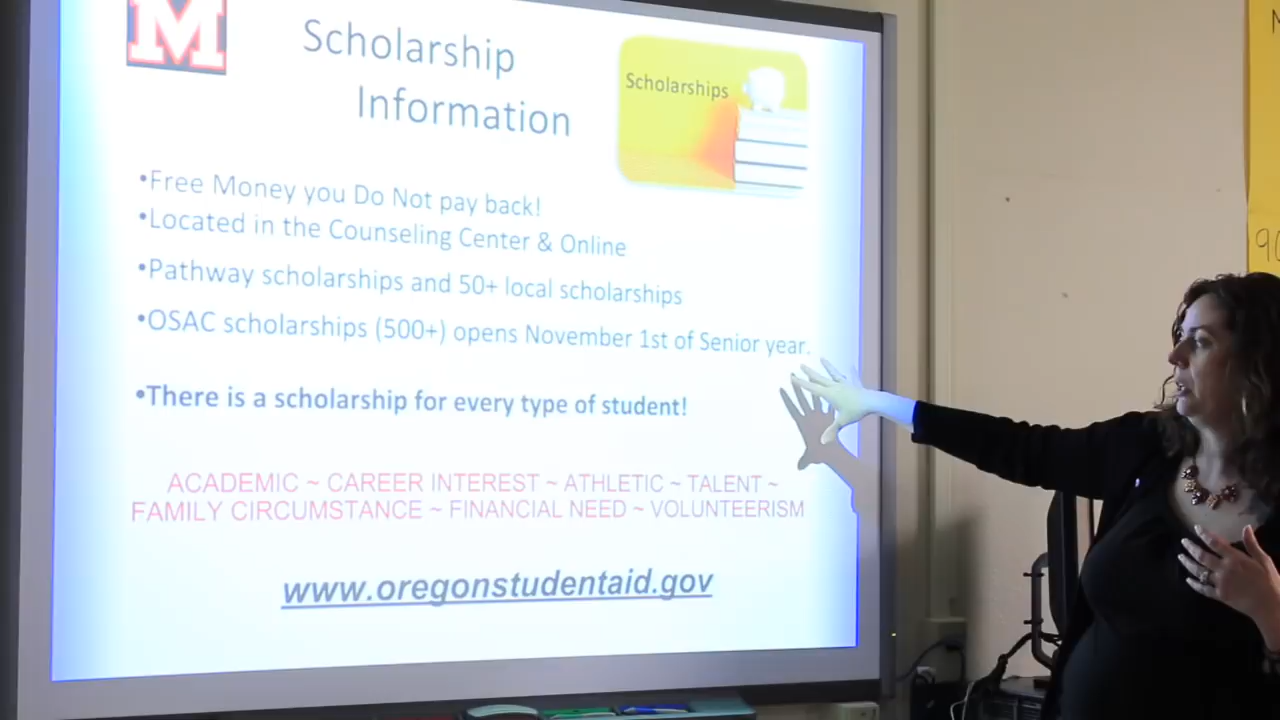 M
Scholarship
Information
Scholarships
•Free Money you Do Not pay back!
•Located in the Counseling Center & Online
•Pathway scholarships and 50+ local scholarships
•OSAC scholarships (500+) opens November 1st of Senior year.
•There is a scholarship for every type of student!
ACADEMIC ~ CAREER INTEREST ~ ATHLETIC ~ TALENT ~
FAMILY CIRCUMSTANCE ~ FINANCIAL NEED ~ VOLUNTEERISM
www.oregonstudentaid.gov